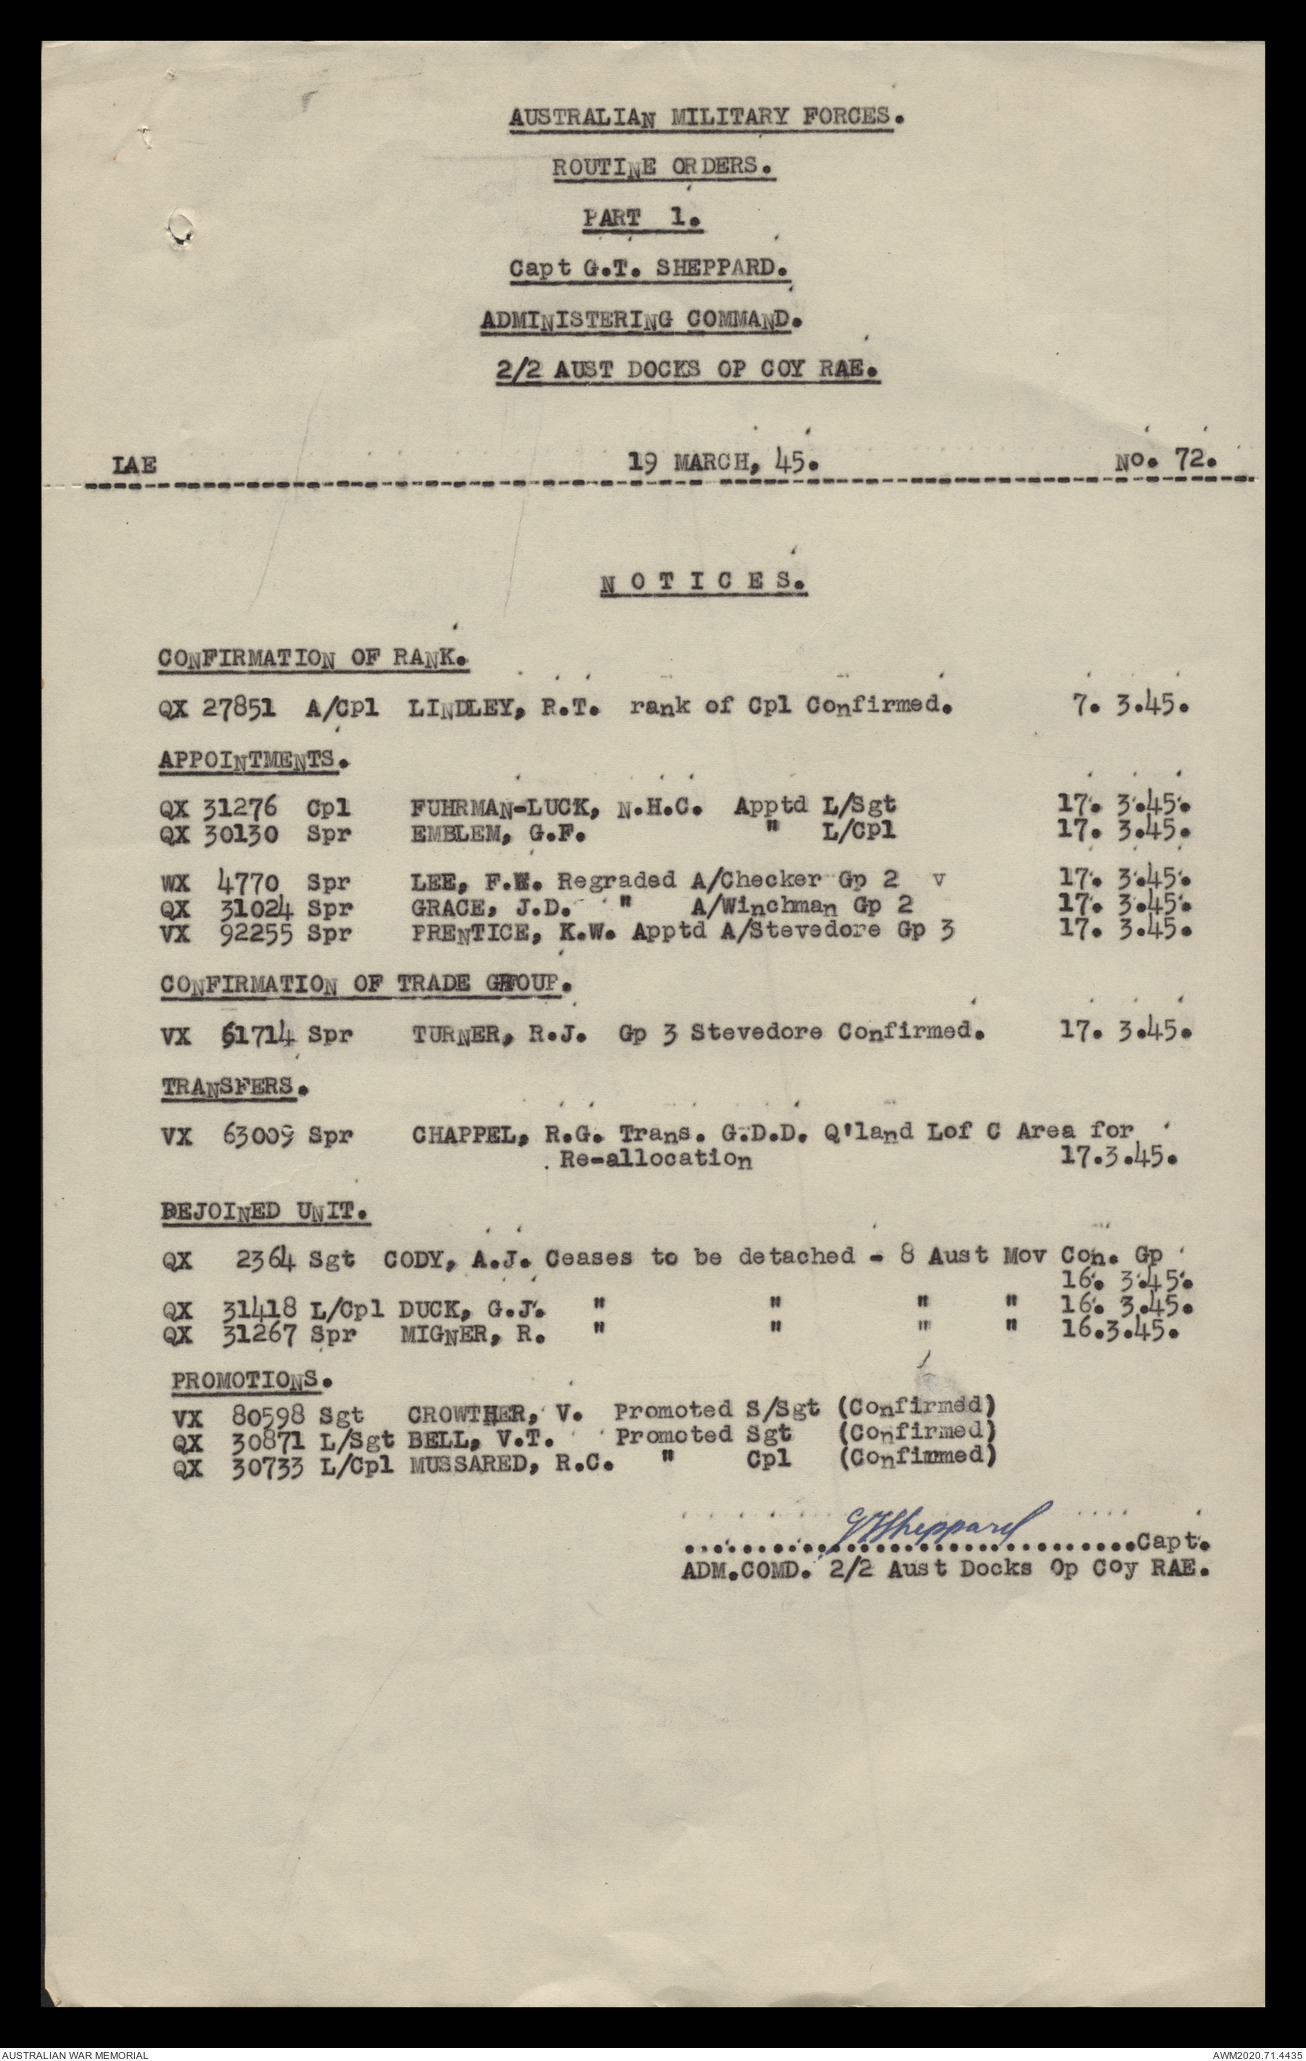 AUSTRALIAN MILITARY FORCES.
ROUTINE ORDERS.
PART 1.
Capt G.T. SHEPPARD.
ADMINISTERING COMMAND.
2/2 AUST DOCKS OP COY RAE.
LAE 19 MARCH, 45. No. 72.
NOTICES.
CONFIRMATION OF RANK.
QX 27851 A/Cpl LINDLEY, R.T. rank of Cpl Confirmed. 7. 3.45.
APPOINTMENTS.
QX 31276 Cpl FUHRMAN-LUCK, N.H.C. Apptd L/Sgt 17. 3.45.
QX 30130 Spr EMBLEM, G.F. " L/Cpl 17. 3.45.
WX 4770 Spr LEE, F.W. Regraded A/Checker Gp 2 v 17. 3.45.
QX 31024 Spr GRACE, J.D. " A/Winchman Gp 2 17. 3.45.
VX 92255 Spr PRENTICE, K.W. Apptd A/Stevedore Gp 3 17. 3.45.
CONFIRMATION OF TRADE GROUP.
VX 51714 Spr TURNER, R.J. Gp 3 Stevedore Confirmed. 17. 3.45.
TRANSFERS.
VX 63009 Spr CHAPPEL, R.G. Trans. G.D.D. Q'land Lof C Area for
Re-allocation 17.3.45.
REJOINED UNIT.
QX 2364 Sgt CODY, A.J. Ceases to be detached - 8 Aust Mov Con. Gp
16. 3.45.
QX 31418 L/Cpl DUCK, G.J. " " " " 16. 3.45.
QX 31267 Spr MIGNER, R. " " " " 16.3.45.
PROMOTIONS.
VX 80598 Sgt CROWTHER, V. Promoted S/Sgt (Confirmed)
QX 30871 L/Sgt BELL, V.T. Promoted Sgt (Confirmed)
QX 30733 L/Cpl MUSSARED, R.C. " Cpl (Confirmed)
GTSheppard
...............................Capt.
ADM.COMD. 2/2 Aust Docks Op Coy RAE.
AUSTRALIAN WAR MEMORIAL AWM2020.71.4435